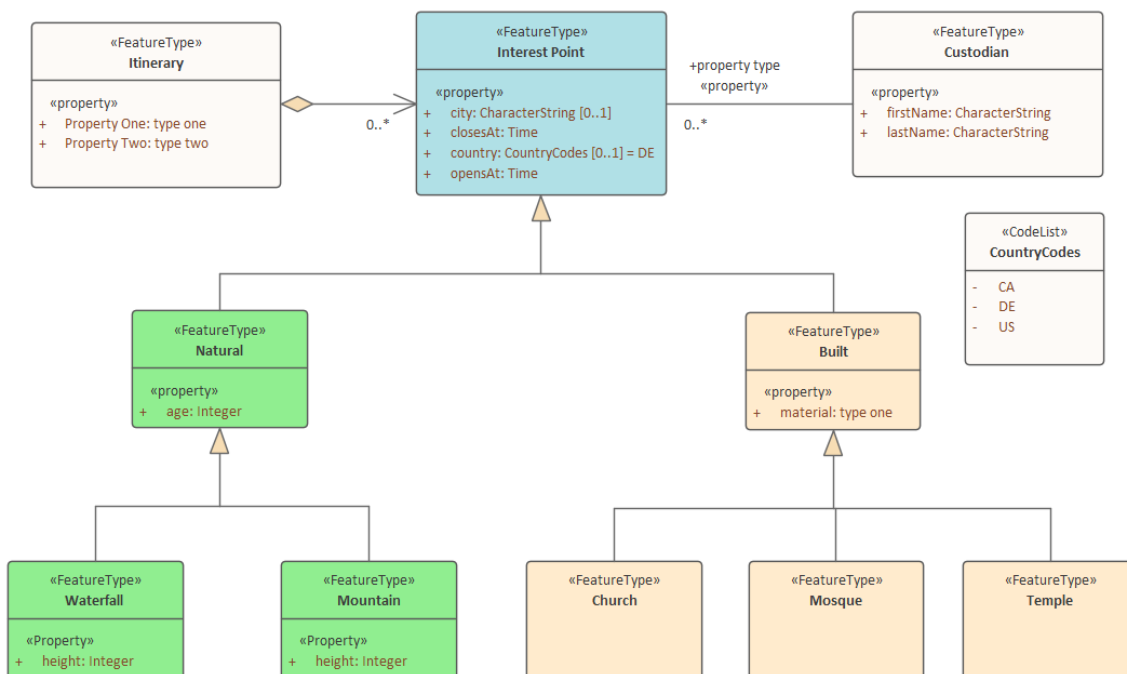 «FeatureType»
Itinerary
«property»
+ Property One: type one
+ Property Two: type two
0..*
«FeatureType»
Interest Point
«property»
+ city: CharacterString [0..1]
+ closesAt: Time
+ country: CountryCodes [0..1] = DE
+ opensAt: Time
+property type
«property»
0..*
«FeatureType»
Custodian
«property»
+ firstName: CharacterString
+ lastName: CharacterString
«CodeList»
CountryCodes
- CA
- DE
- US
«FeatureType»
Natural
«property»
+ age: Integer
«FeatureType»
Built
«property»
+ material: type one
«FeatureType»
Waterfall
«Property»
+ height: Integer
«FeatureType»
Mountain
«Property»
+ height: Integer
«FeatureType»
Church
«FeatureType»
Mosque
«FeatureType»
Temple